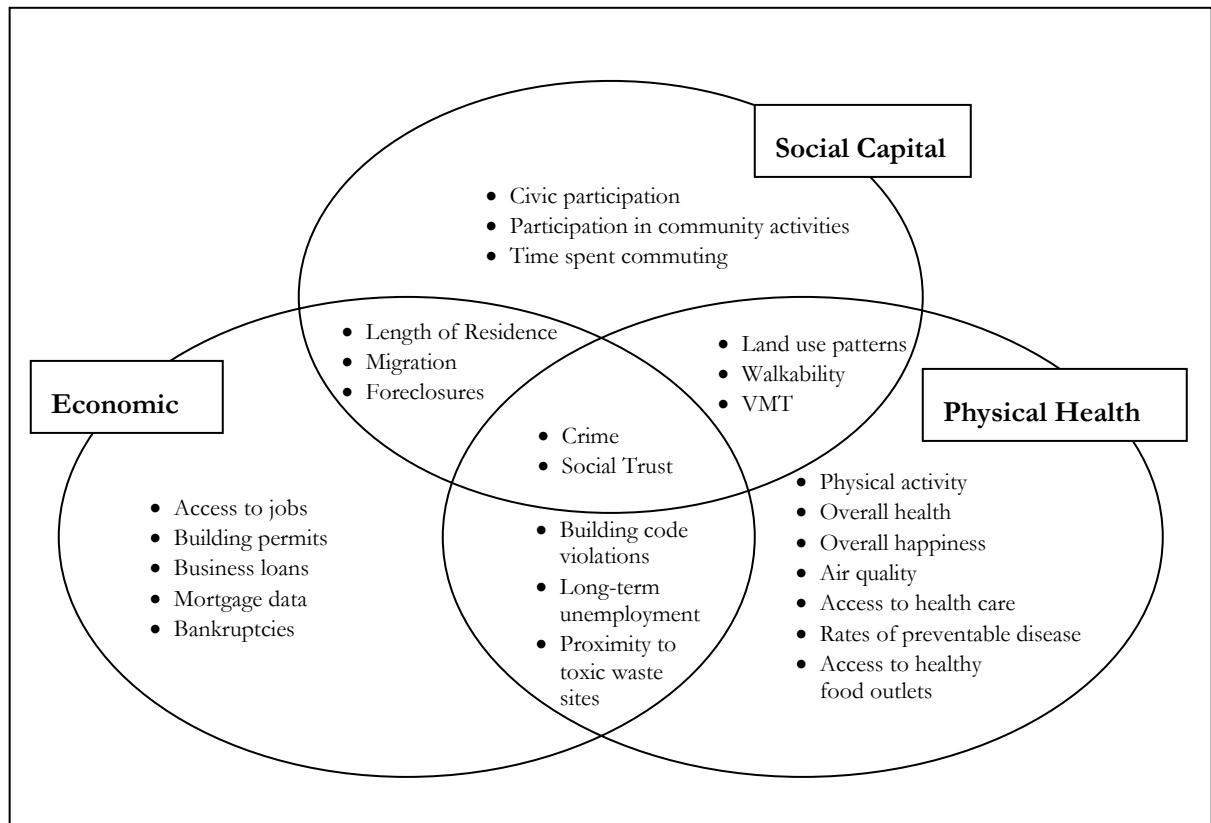 Social Capital
• Civic participation
• Participation in community activities
• Time spent commuting
• Length of Residence
• Migration
• Foreclosures
• Land use patterns
• Walkability
• VMT
Economic
Physical Health
• Crime
• Social Trust
• Access to jobs
• Building permits
• Business loans
• Mortgage data
• Bankruptcies
• Building code
violations
• Long-term
unemployment
• Proximity to
toxic waste
sites
• Physical activity
• Overall health
• Overall happiness
• Air quality
• Access to health care
• Rates of preventable disease
• Access to healthy
food outlets